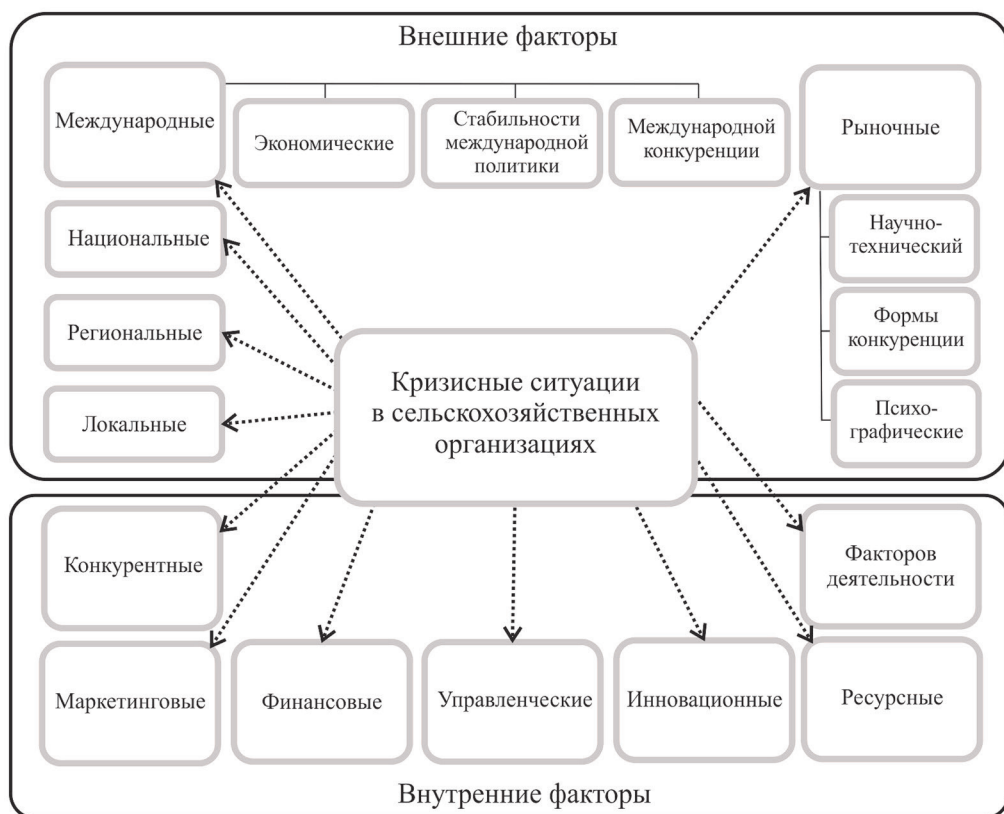 Внешние факторы
Международные
Экономические
Стабильности
международной
политики
Международной
конкуренции
Рыночные
Национальные
Региональные
Локальные
Научно-
технический
Формы
конкуренции
Психо-
графические
Кризисные ситуации
в сельскохозяйственных
организациях
Конкурентные
Факторов
деятельности
Маркетинговые
Финансовые
Управленческие
Инновационные
Ресурсные
Внутренние факторы